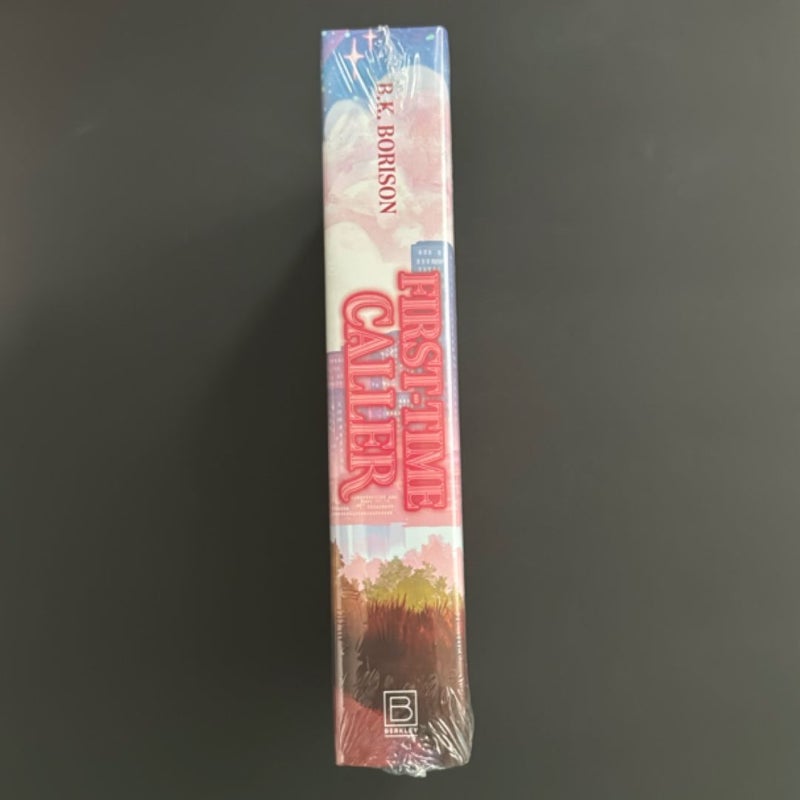 B.K. BORISON
FIRST-TIME
CALLER
B
BERKLEY